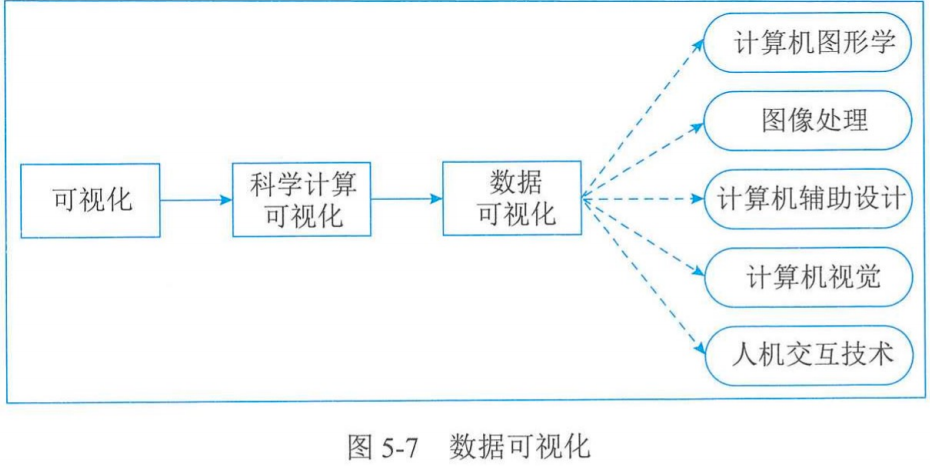 可视化
科学计算
可视化
数据
可视化
计算机图形学
图像处理
计算机辅助设计
计算机视觉
人机交互技术
图 5-7 数据可视化